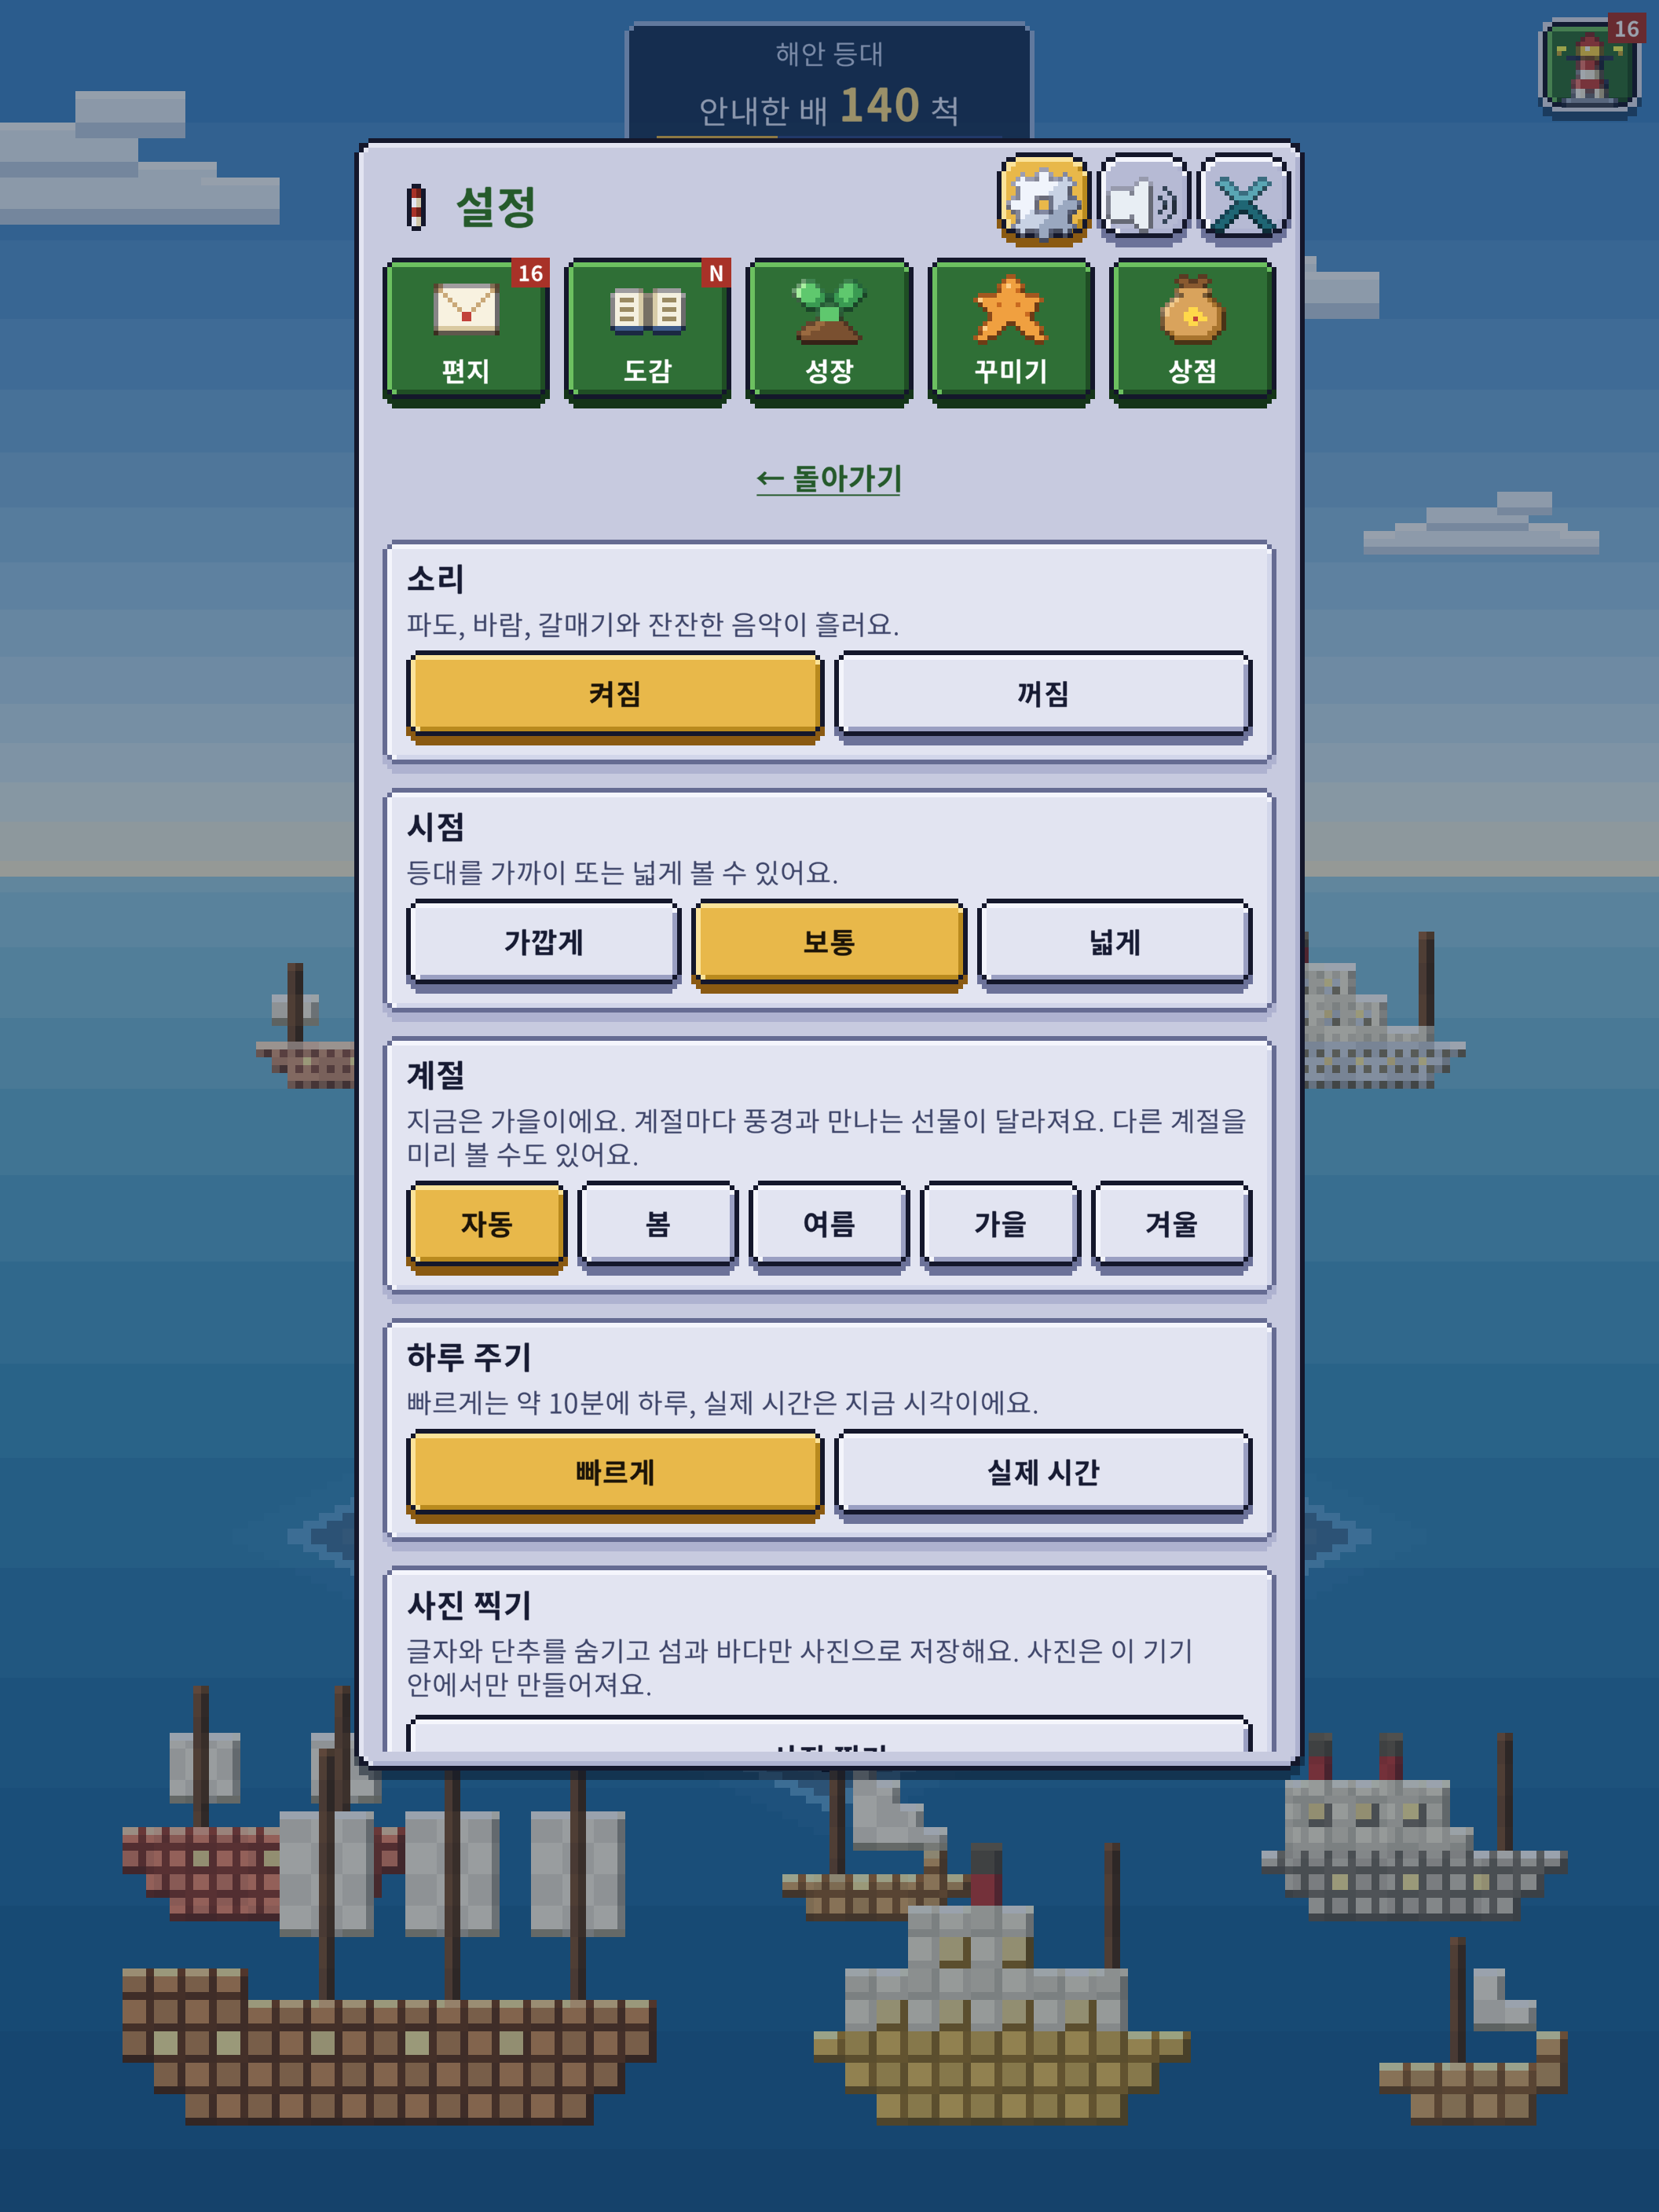 해안 등대
안내한 배 140 척
16
설정
16
N
편지
도감
성장
꾸미기
상점
← 돌아가기
소리
파도, 바람, 갈매기와 잔잔한 음악이 흘러요.
켜짐
꺼짐
시점
등대를 가까이 또는 넓게 볼 수 있어요.
가깝게
보통
넓게
계절
지금은 가을이에요. 계절마다 풍경과 만나는 선물이 달라져요. 다른 계절을
미리 볼 수도 있어요.
자동
봄
여름
가을
겨울
하루 주기
빠르게는 약 10분에 하루, 실제 시간은 지금 시각이에요.
빠르게
실제 시간
사진 찍기
글자와 단추를 숨기고 섬과 바다만 사진으로 저장해요. 사진은 이 기기
안에서만 만들어져요.